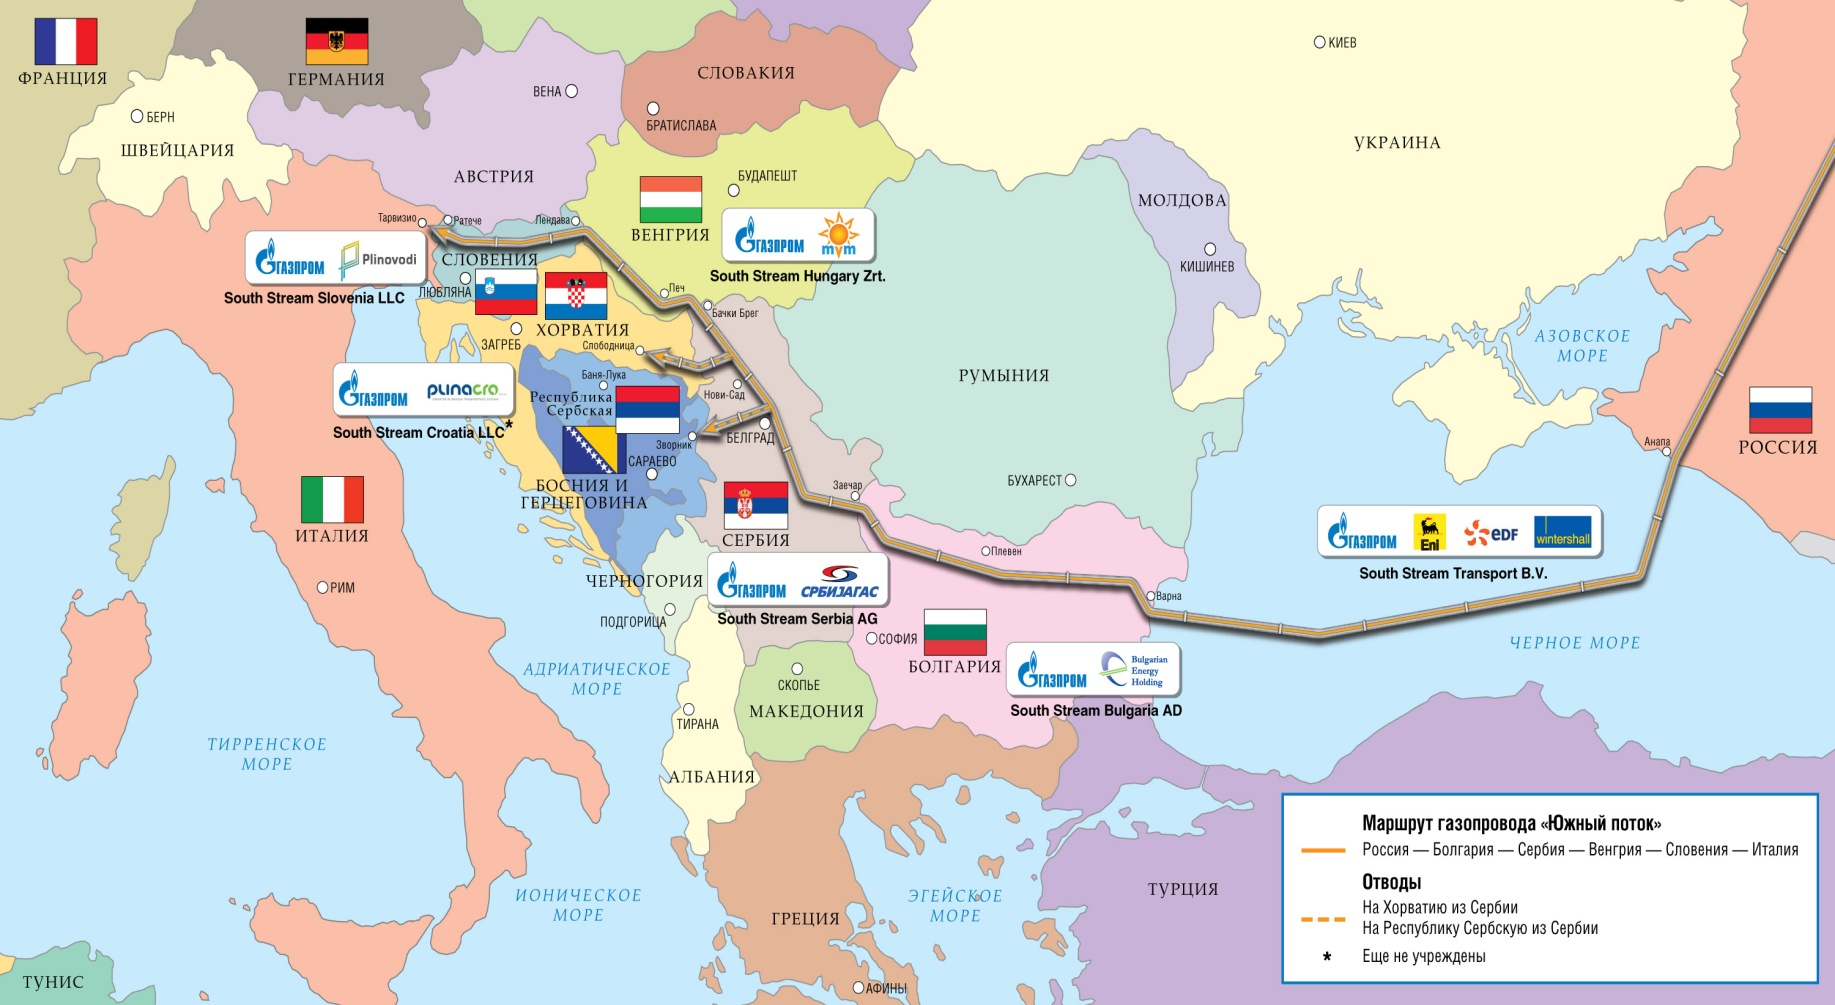 ФРАНЦИЯ
ГЕРМАНИЯ
БЕРН
ШВЕЙЦАРИЯ
ВЕНА
АВСТРИЯ
СЛОВАКИЯ
БРАТИСЛАВА
КИЕВ
УКРАИНА
БУДАПЕШТ
ВЕНГРИЯ
ГАЗПРОМ
mvm
South Stream Hungary Zrt.
МОЛДОВА
КИШИНЕВ
Тарвизио
Ратече
Лендава
ГАЗПРОМ
Plinovodi
South Stream Slovenia LLC
СЛОВЕНИЯ
ЛЮБЛЯНА
ХОРВАТИЯ
ЗАГРЕБ
Слободница
Печ
Бачки Брег
АЗОВСКОЕ
МОРЕ
РУМЫНИЯ
БУХАРЕСТ
ГАЗПРОМ
PLINACRO
South Stream Croatia LLC*
Баня-Лука
Республика
Сербская
Нови-Сад
БЕЛГРАД
Зворник
САРАЕВО
БОСНИЯ И
ГЕРЦЕГОВИНА
Заечар
СЕРБИЯ
Анапа
РОССИЯ
ИТАЛИЯ
РИМ
ГАЗПРОМ
Eni
eDF
wintershall
South Stream Transport B.V.
Плевен
Варна
ЧЕРНОЕ МОРЕ
ЧЕРНОГОРИЯ
ПОДГОРИЦА
ГАЗПРОМ
СРБИЈАГАС
South Stream Serbia AG
СОФИЯ
БОЛГАРИЯ
ГАЗПРОМ
Bulgarian
Energy
Holding
South Stream Bulgaria AD
АДРИАТИЧЕСКОЕ
МОРЕ
СКОПЬЕ
МАКЕДОНИЯ
ТИРАНА
АЛБАНИЯ
ТИРРЕНСКОЕ
МОРЕ
ИОНИЧЕСКОЕ
МОРЕ
ГРЕЦИЯ
ЭГЕЙСКОЕ
МОРЕ
АФИНЫ
ТУРЦИЯ
ТУНИС
Маршрут газопровода «Южный поток»
Россия — Болгария — Сербия — Венгрия — Словения — Италия
Отводы
На Хорватию из Сербии
На Республику Сербскую из Сербии
* Еще не учреждены